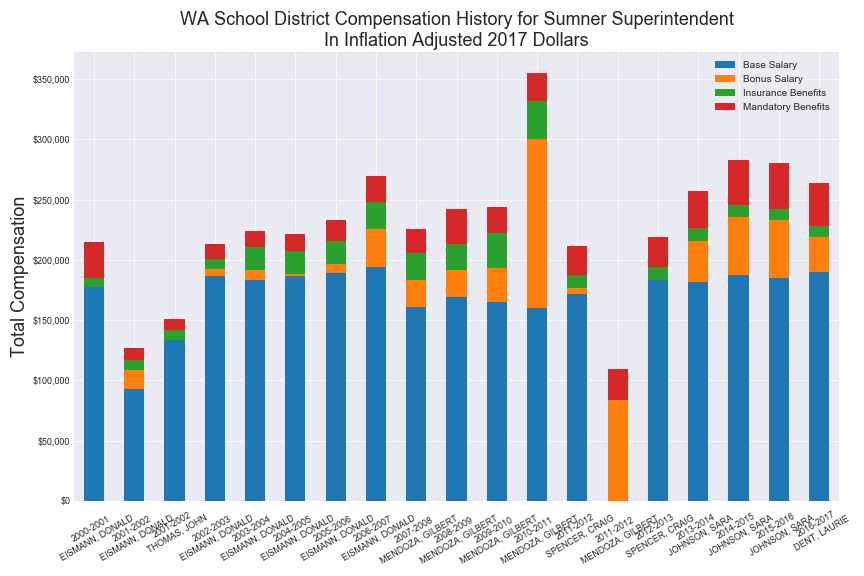 WA School District Compensation History for Sumner Superintendent
In Inflation Adjusted 2017 Dollars
Base Salary
Bonus Salary
Insurance Benefits
Mandatory Benefits
Total Compensation
$350,000
$300,000
$250,000
$200,000
$150,000
$100,000
$50,000
$0
2000-2001
EISMANN, DONALD
2001-2002
EISMANN, DONALD
2001-2002
THOMAS, JOHN
2002-2003
EISMANN, DONALD
2003-2004
EISMANN, DONALD
2004-2005
EISMANN, DONALD
2005-2006
EISMANN, DONALD
2006-2007
EISMANN, DONALD
2007-2008
MENDOZA, GILBERT
2008-2009
MENDOZA, GILBERT
2009-2010
MENDOZA, GILBERT
2010-2011
MENDOZA, GILBERT
2011-2012
SPENCER, CRAIG
2011-2012
MENDOZA, GILBERT
2012-2013
SPENCER, CRAIG
2013-2014
JOHNSON, SARA
2014-2015
JOHNSON, SARA
2015-2016
JOHNSON, SARA
2016-2017
DENT, LAURIE